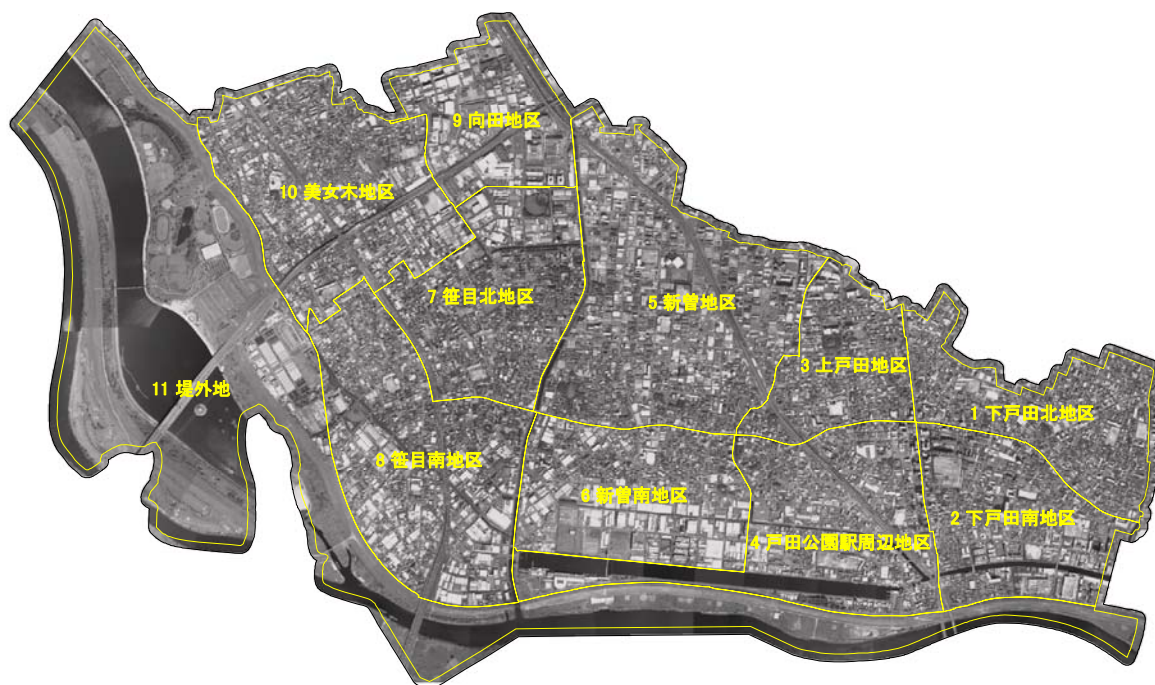 9 向田地区
10 美女木地区
7 笹目北地区
5 新曽地区
3 上戸田地区
11 堤外地
1 下戸田北地区
8 笹目南地区
6 新曽南地区
2 下戸田南地区
4 戸田公園駅周辺地区